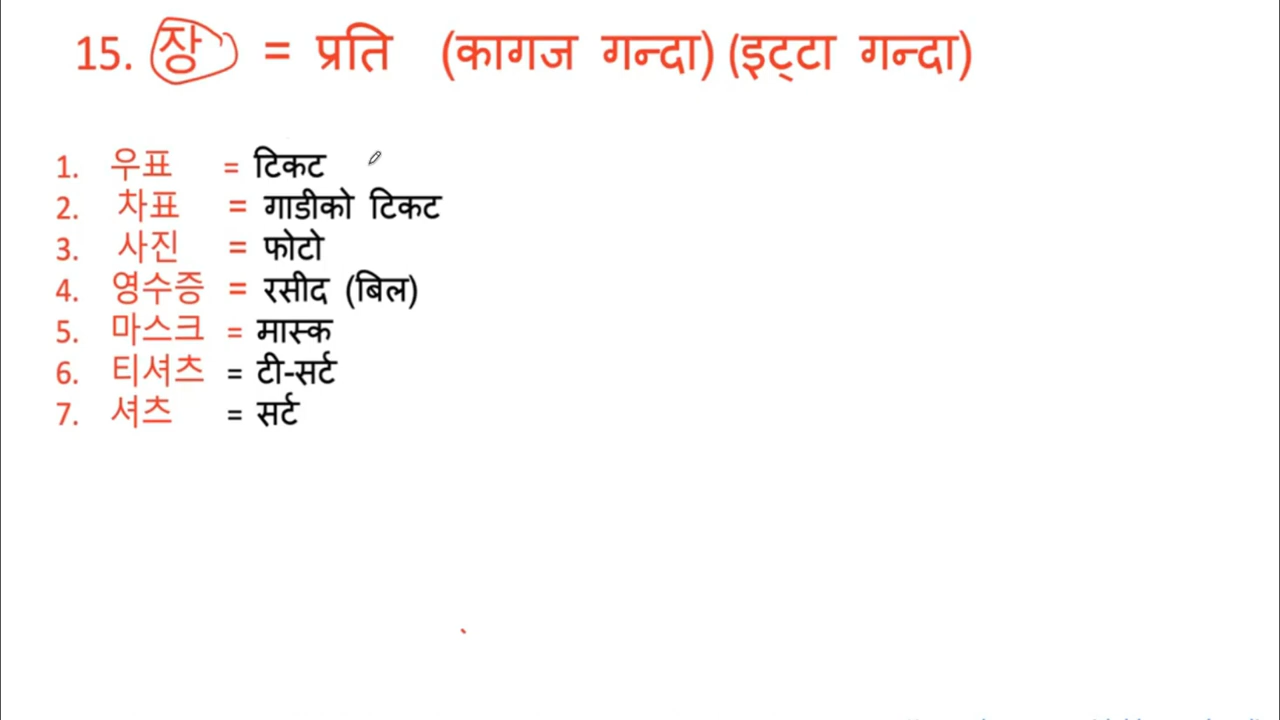 15. 장 = प्रति (कागज गन्दा) (इट्टा गन्दा)
1. 우표 = टिकट
2. 차표 = गाडीको टिकट
3. 사진 = फोटो
4. 영수증 = रसीद (बिल)
5. 마스크 = मास्क
6. 티셔츠 = टी-सर्ट
7. 셔츠 = सर्ट